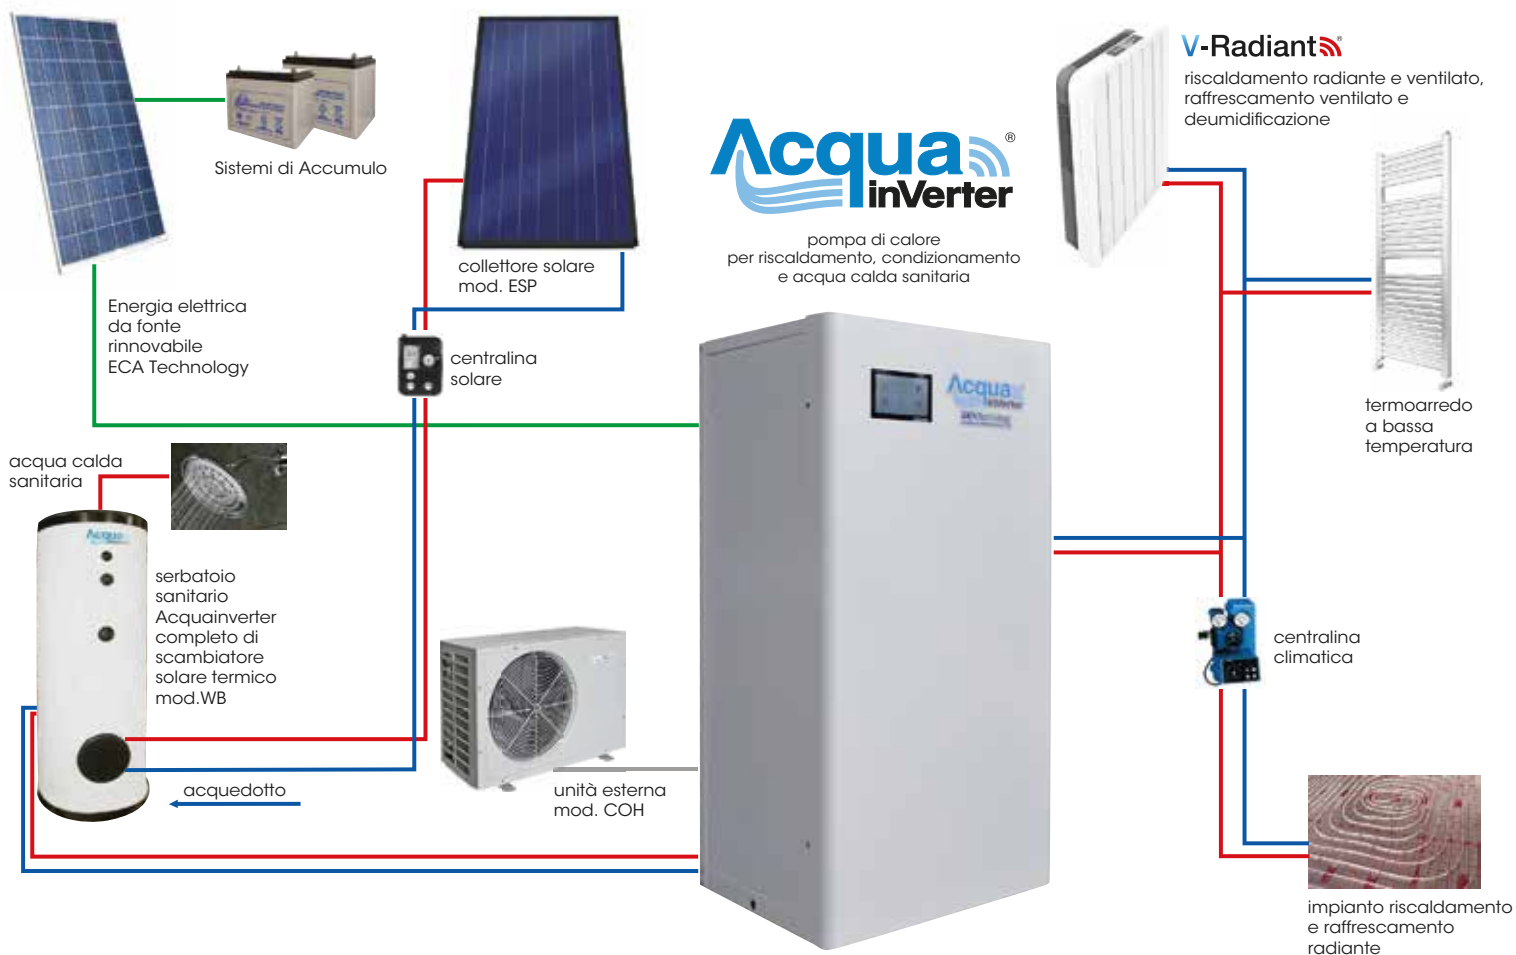 Sistemi di Accumulo
Energia elettrica
da fonte
rinnovabile
ECA Technology
collettore solare
mod. ESP
centralina
solare
Acqua
inVerter
®
pompa di calore
per riscaldamento, condizionamento
e acqua calda sanitaria
V-Radiant
riscaldamento radiante e ventilato,
raffrescamento ventilato e
deumidificazione
termoarredo
a bassa
temperatura
acqua calda
sanitaria
Acqua
serbatoio
sanitario
Acquainverter
completo di
scambiatore
solare termico
mod.WB
acquedotto
unità esterna
mod. COH
Acqua
inVerter
centralina
climatica
impianto riscaldamento
e raffrescamento
radiante